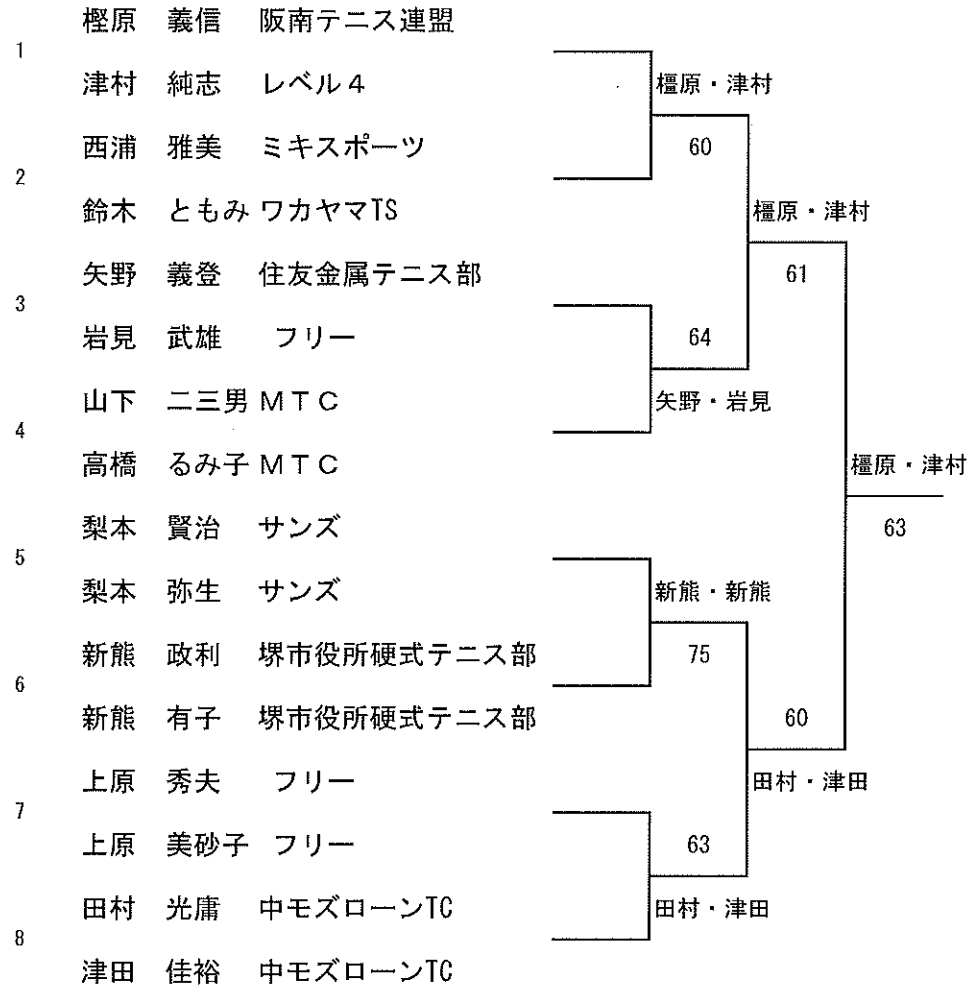 樫原 義信 阪南テニス連盟
1
津村 純志 レベル4
橿原・津村
西浦 雅美 ミキスポーツ
60
2
鈴木 ともみ ワカヤマTS
橿原・津村
矢野 義登 住友金属テニス部
61
3
岩見 武雄 フリー
64
山下 二三男 MTC
矢野・岩見
4
高橋 るみ子 MTC
橿原・津村
梨本 賢治 サンズ
63
5
梨本 弥生 サンズ
新熊・新熊
新熊 政利 堺市役所硬式テニス部
75
6
新熊 有子 堺市役所硬式テニス部
60
上原 秀夫 フリー
田村・津田
7
上原 美砂子 フリー
63
田村 光庸 中モズローンTC
田村・津田
8
津田 佳裕 中モズローンTC